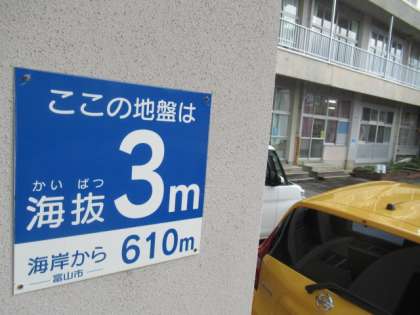 ここの地盤は
かいばつ
海抜3m
海岸から 610m.
富山市